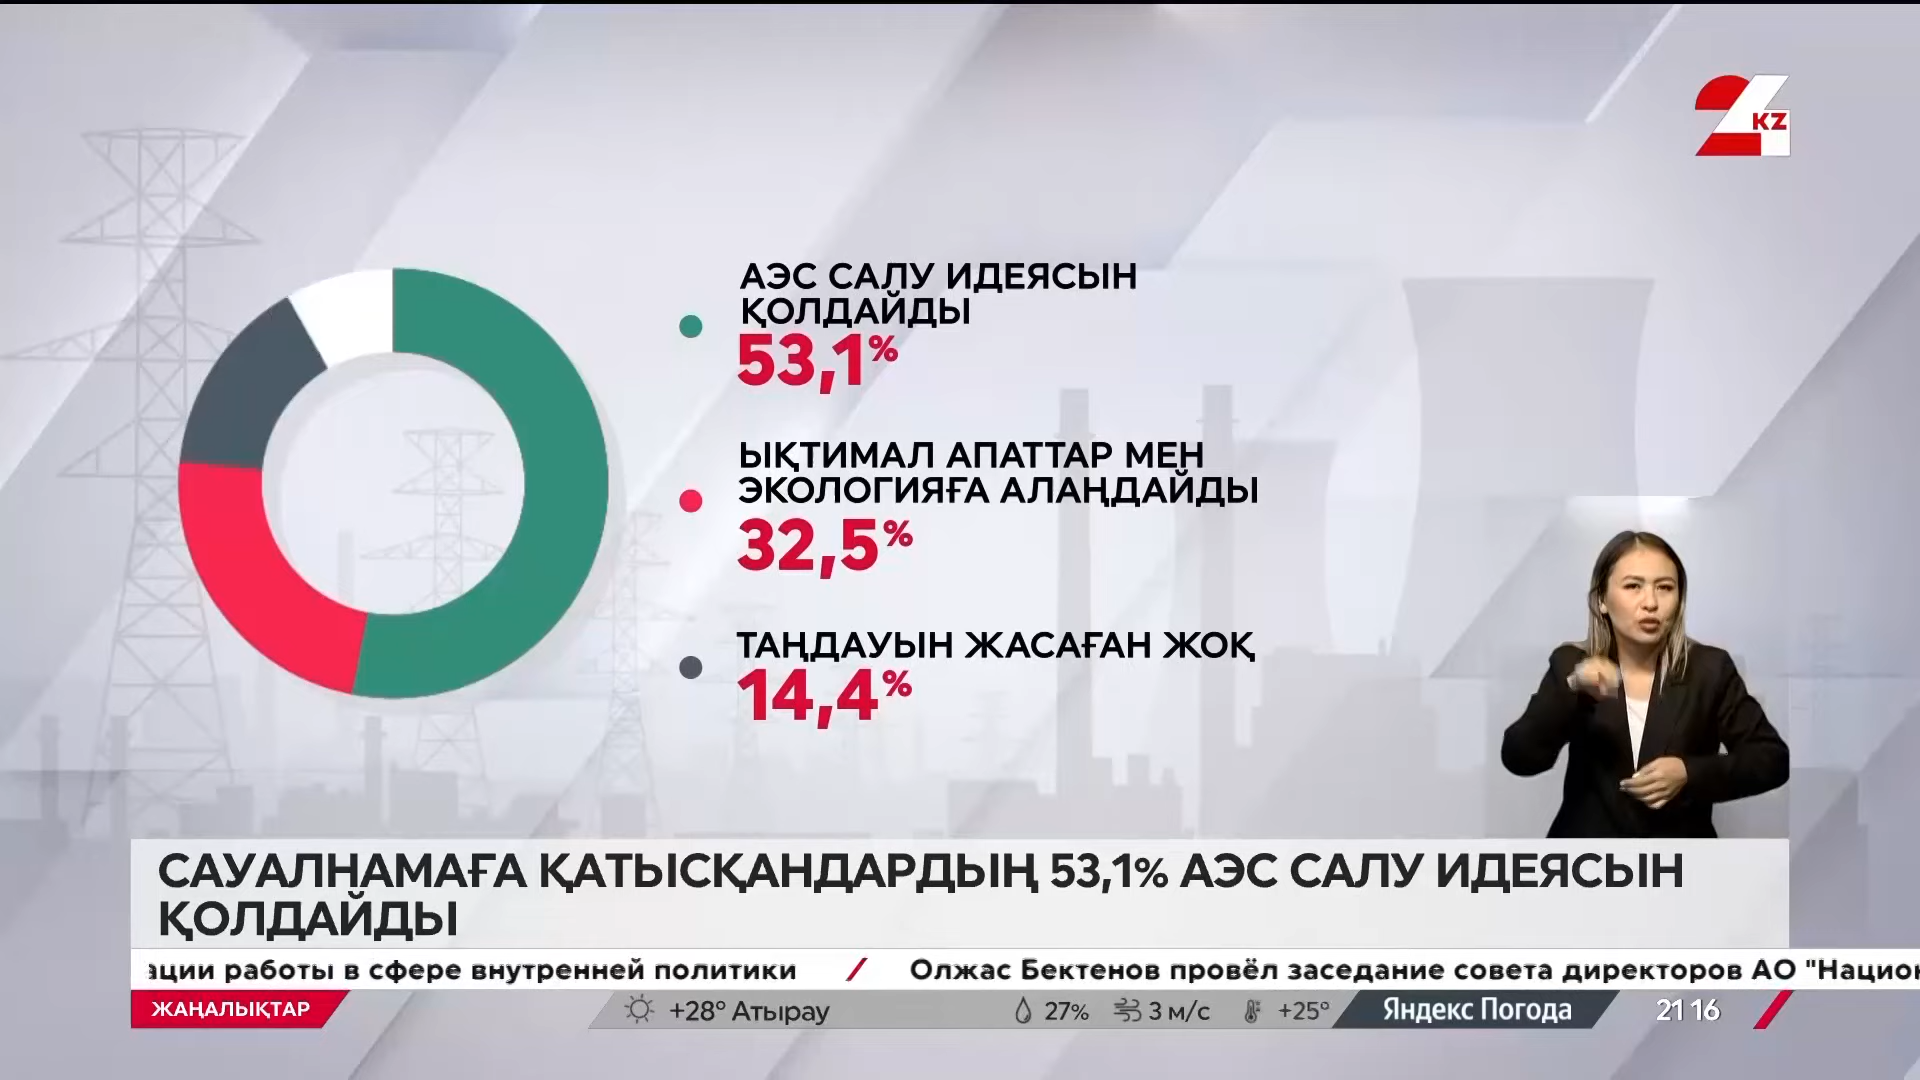 24 KZ
АЭС САЛУ ИДЕЯСЫН
ҚОЛДАЙДЫ
53,1%
ЫҚТИМАЛ АПАТТАР МЕН
ЭКОЛОГИЯҒА АЛАҢДАЙДЫ
32,5%
ТАҢДАУЫН ЖАСАҒАН ЖОҚ
14,4%
САУАЛНАМАҒА ҚАТЫСҚАНДАРДЫҢ 53,1% АЭС САЛУ ИДЕЯСЫН
ҚОЛДАЙДЫ
ации работы в сфере внутренней политики / Олжас Бектенов провёл заседание совета директоров АО "Национ
ЖАҢАЛЫҚТАР +28° Атырау 27% 3 м/с +25° Яндекс Погода 21 16